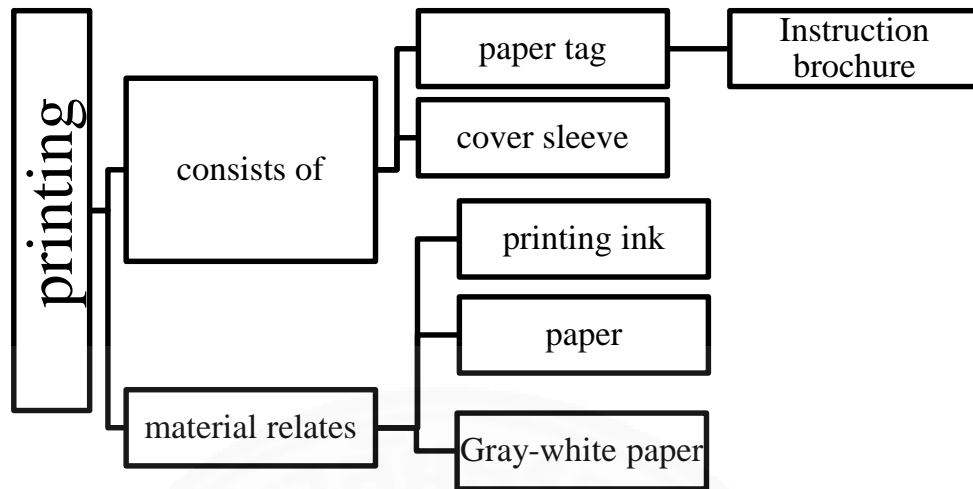 printing
consists of
paper tag
Instruction
brochure
cover sleeve
material relates
printing ink
paper
Gray-white paper